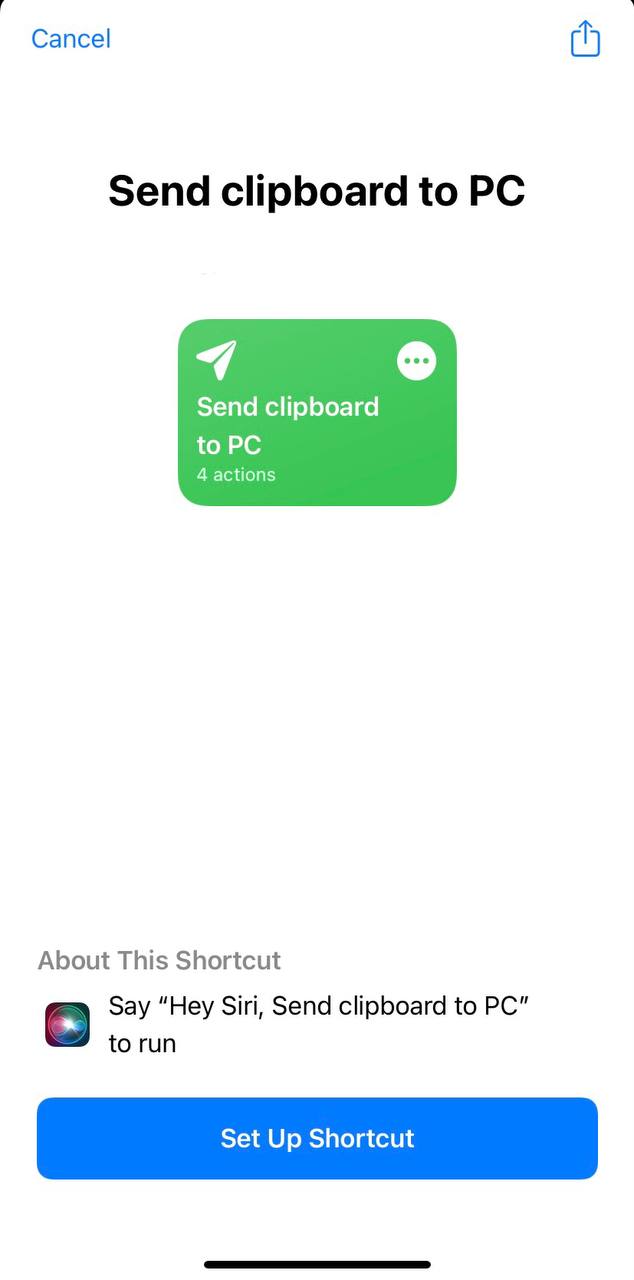 Cancel
Send clipboard to PC
Send clipboard
to PC
4 actions
About This Shortcut
Say “Hey Siri, Send clipboard to PC”
to run
Set Up Shortcut